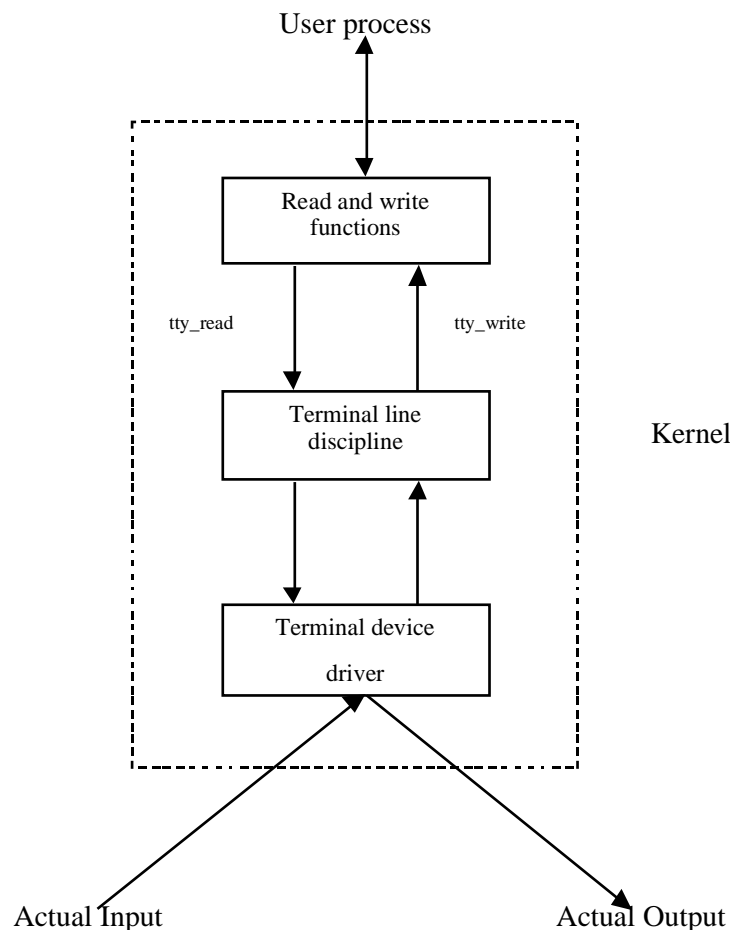 User process
Read and write
functions
tty_read
tty_write
Terminal line
discipline
Kernel
Terminal device
driver
Actual Input
Actual Output